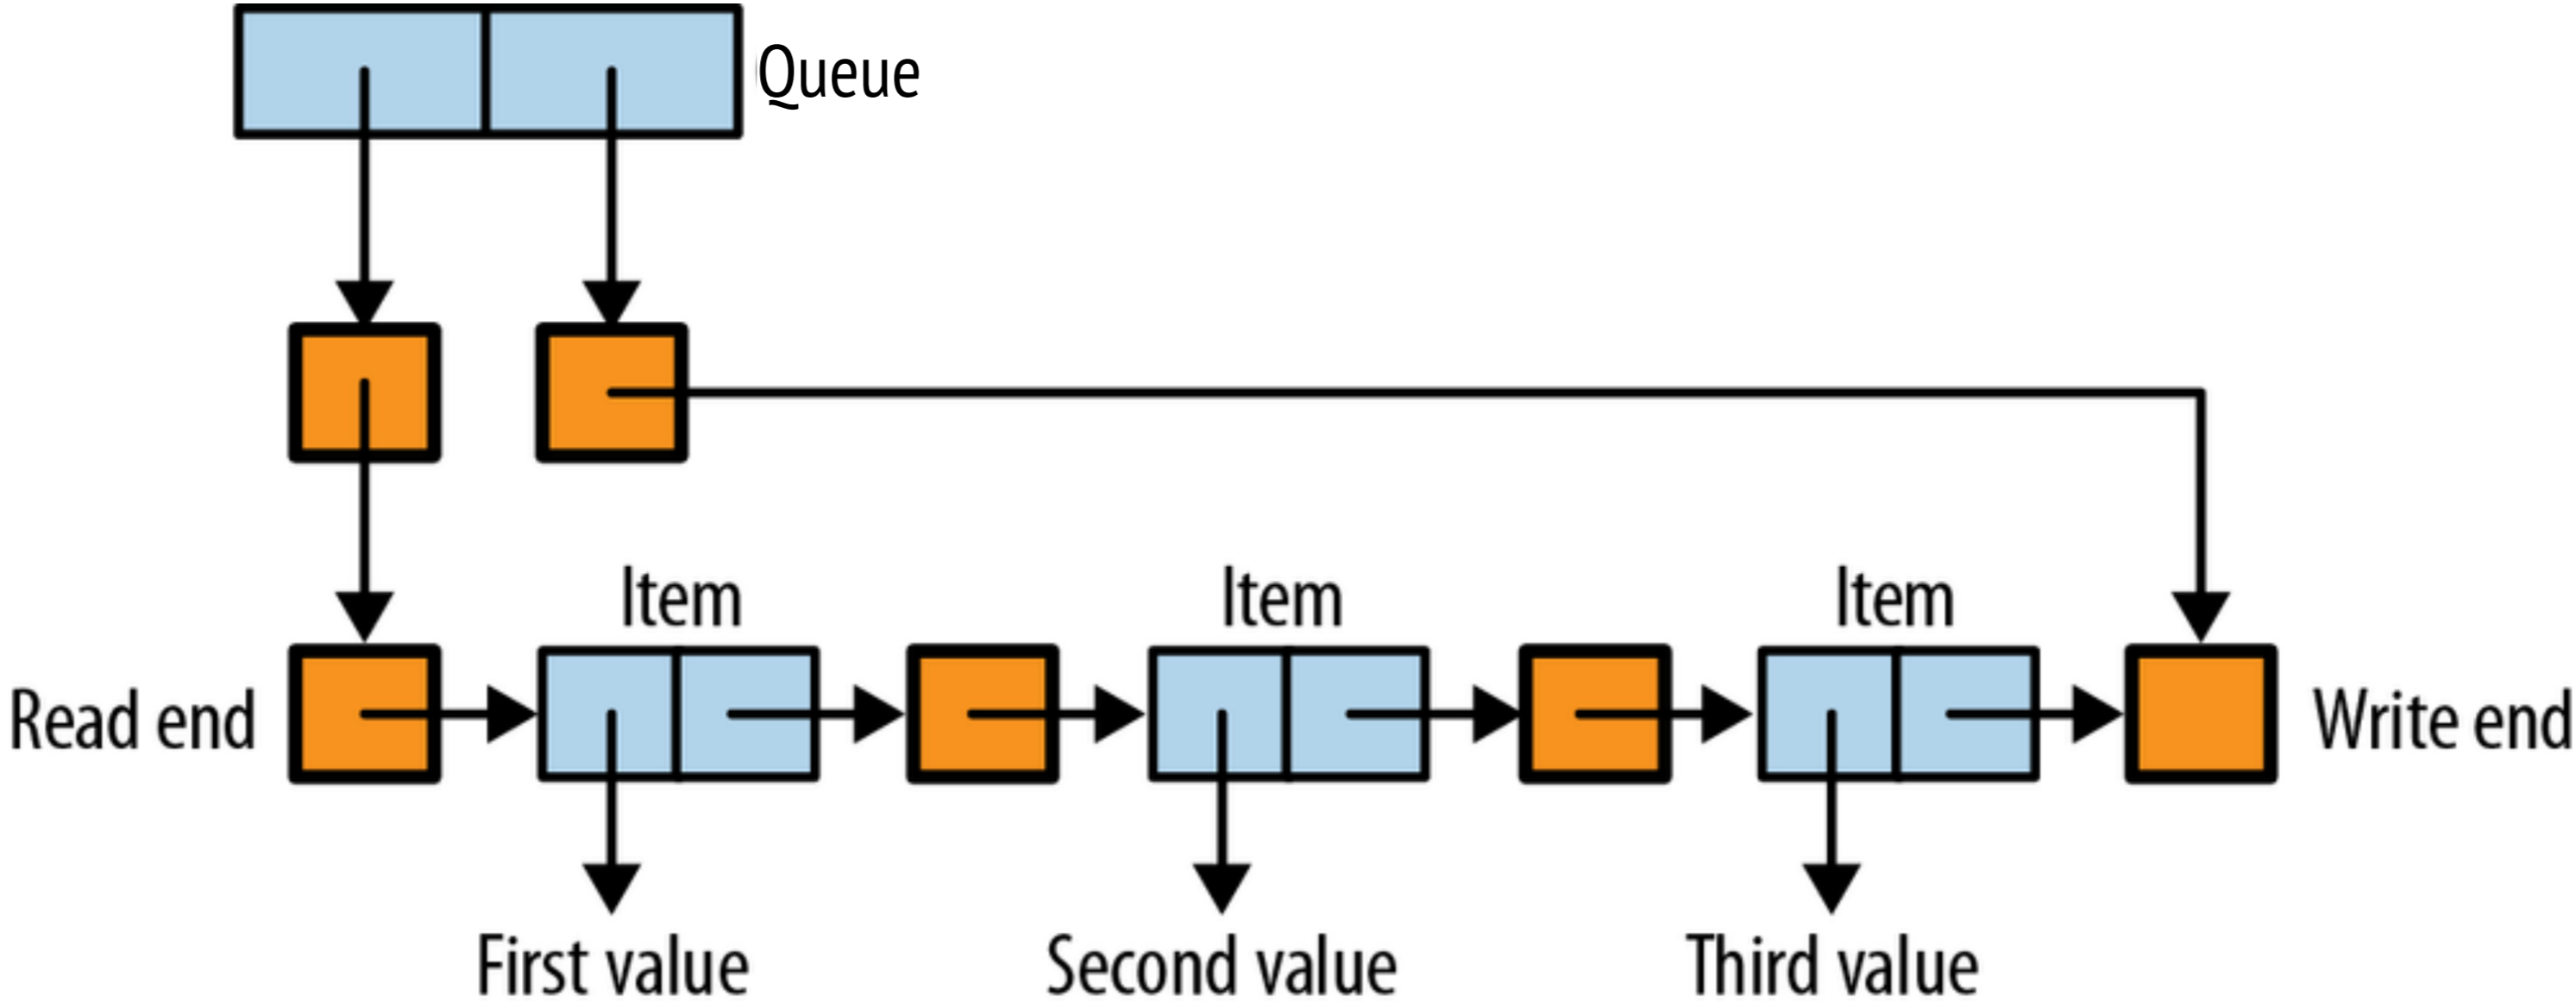 Queue
Item
Item
Item
Read end
Write end
First value
Second value
Third value